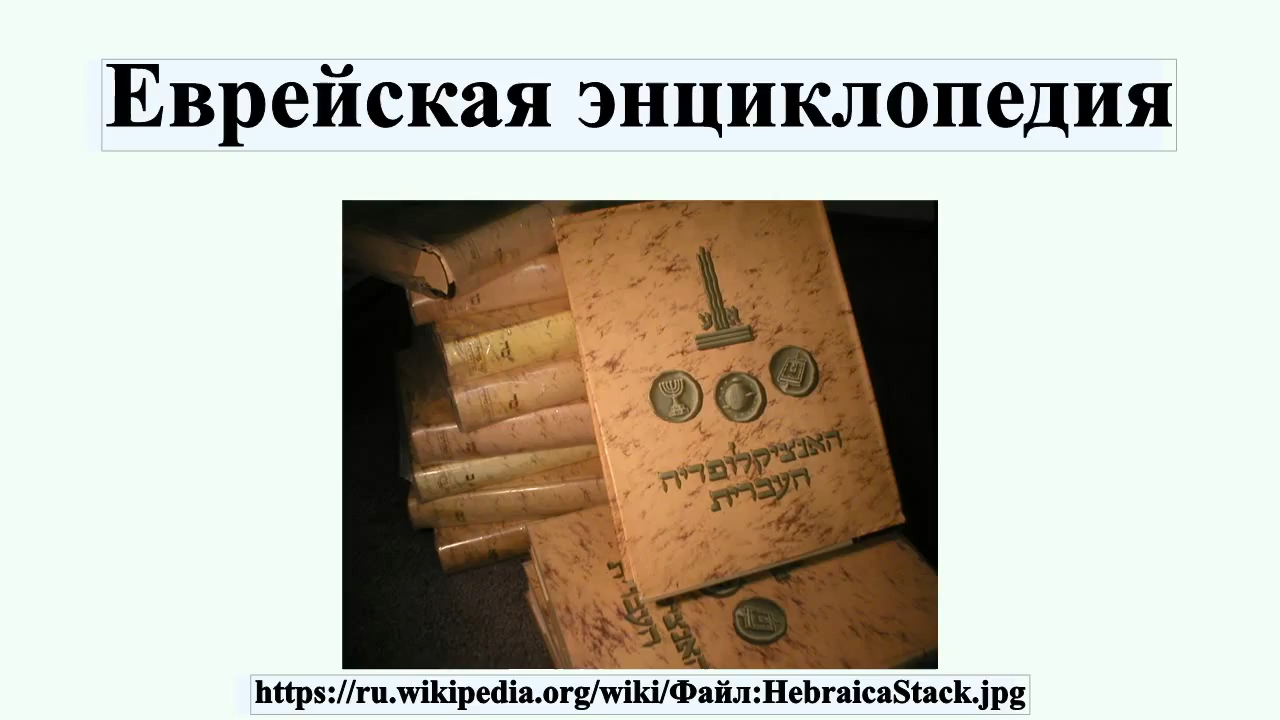 Еврейская энциклопедия
האנציקלופדיה
העברית
https://ru.wikipedia.org/wiki/Файл:HebraicaStack.jpg